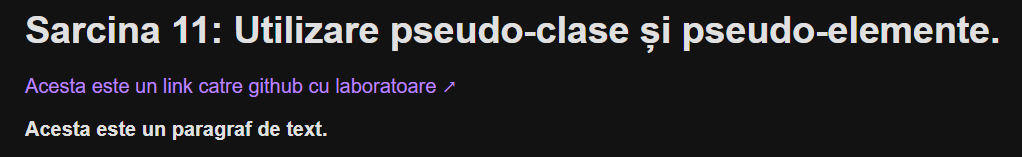 Sarcina 11: Utilizare pseudo-clase și pseudo-elemente.
Acesta este un link catre github cu laboratoare ↗
Acesta este un paragraf de text.